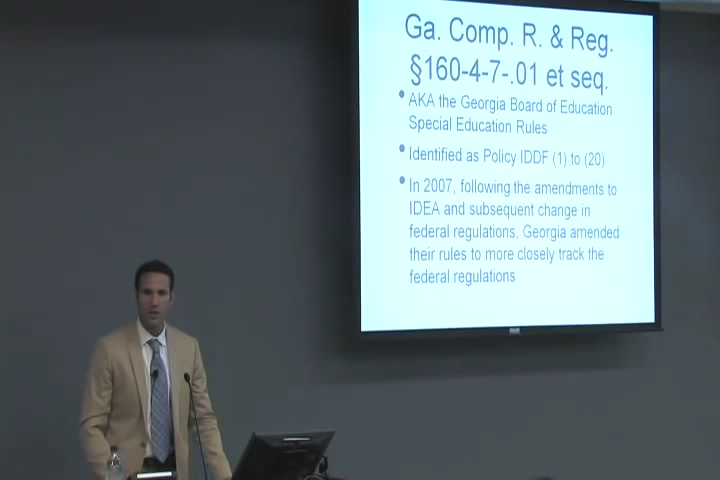 Ga. Comp. R. & Reg.
§160-4-7-.01 et seq.
• AKA the Georgia Board of Education
Special Education Rules
• Identified as Policy IDDF (1) to (20)
• In 2007, following the amendments to
IDEA and subsequent change in
federal regulations, Georgia amended
their rules to more closely track the
federal regulations